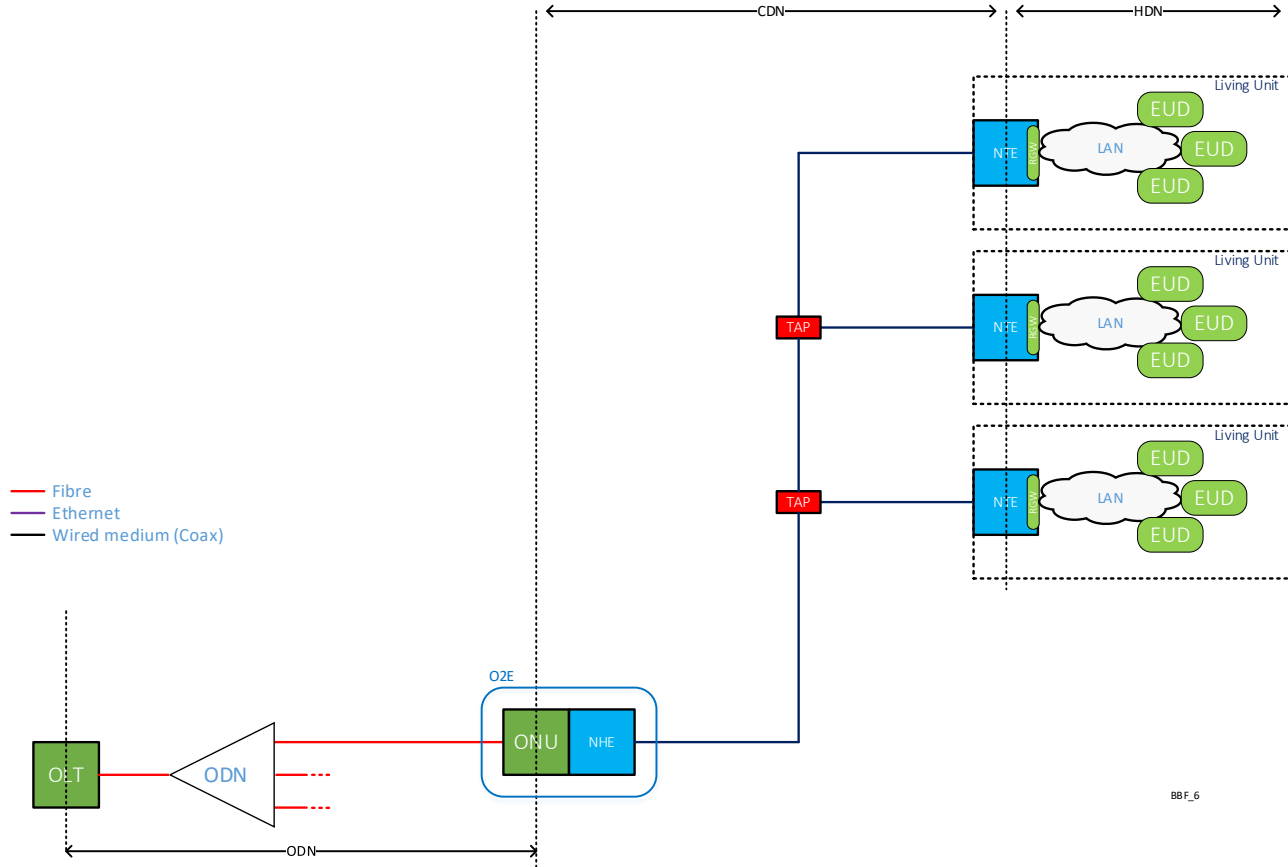 CDN
HDN
Living Unit
EUD
NTE
RGW
LAN
EUD
EUD
Living Unit
EUD
TAP
NTE
RGW
LAN
EUD
EUD
Living Unit
EUD
TAP
NTE
RGW
LAN
EUD
EUD
Fibre
Ethernet
Wired medium (Coax)
O2E
ONU
NHE
OLT
ODN
BBF_6
ODN